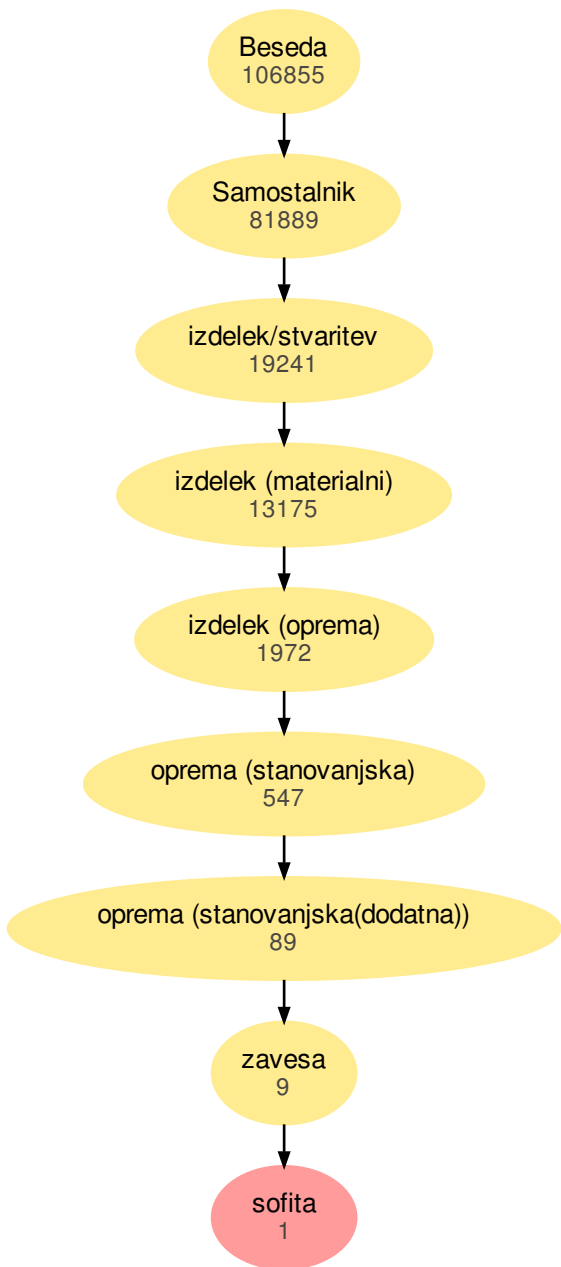 Beseda
106855
Samostalnik
81889
izdelek/stvaritev
19241
izdelek (materialni)
13175
izdelek (oprema)
1972
oprema (stanovanjska)
547
oprema (stanovanjska(dodatna))
89
zavesa
9
sofita
1